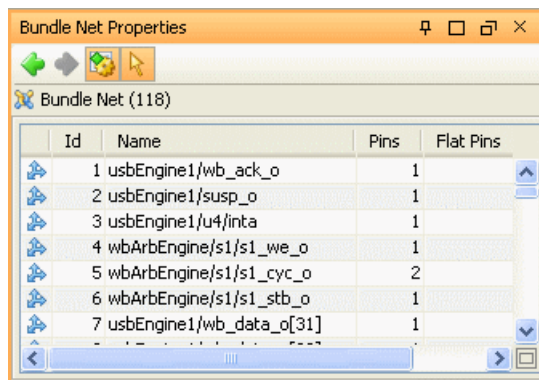 Bundle Net Properties
Bundle Net (118)
Id Name Pins Flat Pins
1 usbEngine1/wb_ack_o 1
2 usbEngine1/susp_o 1
3 usbEngine1/u4/inta 1
4 wbArbEngine/s1/s1_we_o 1
5 wbArbEngine/s1/s1_cyc_o 2
6 wbArbEngine/s1/s1_stb_o 1
7 usbEngine1/wb_data_o[31] 1